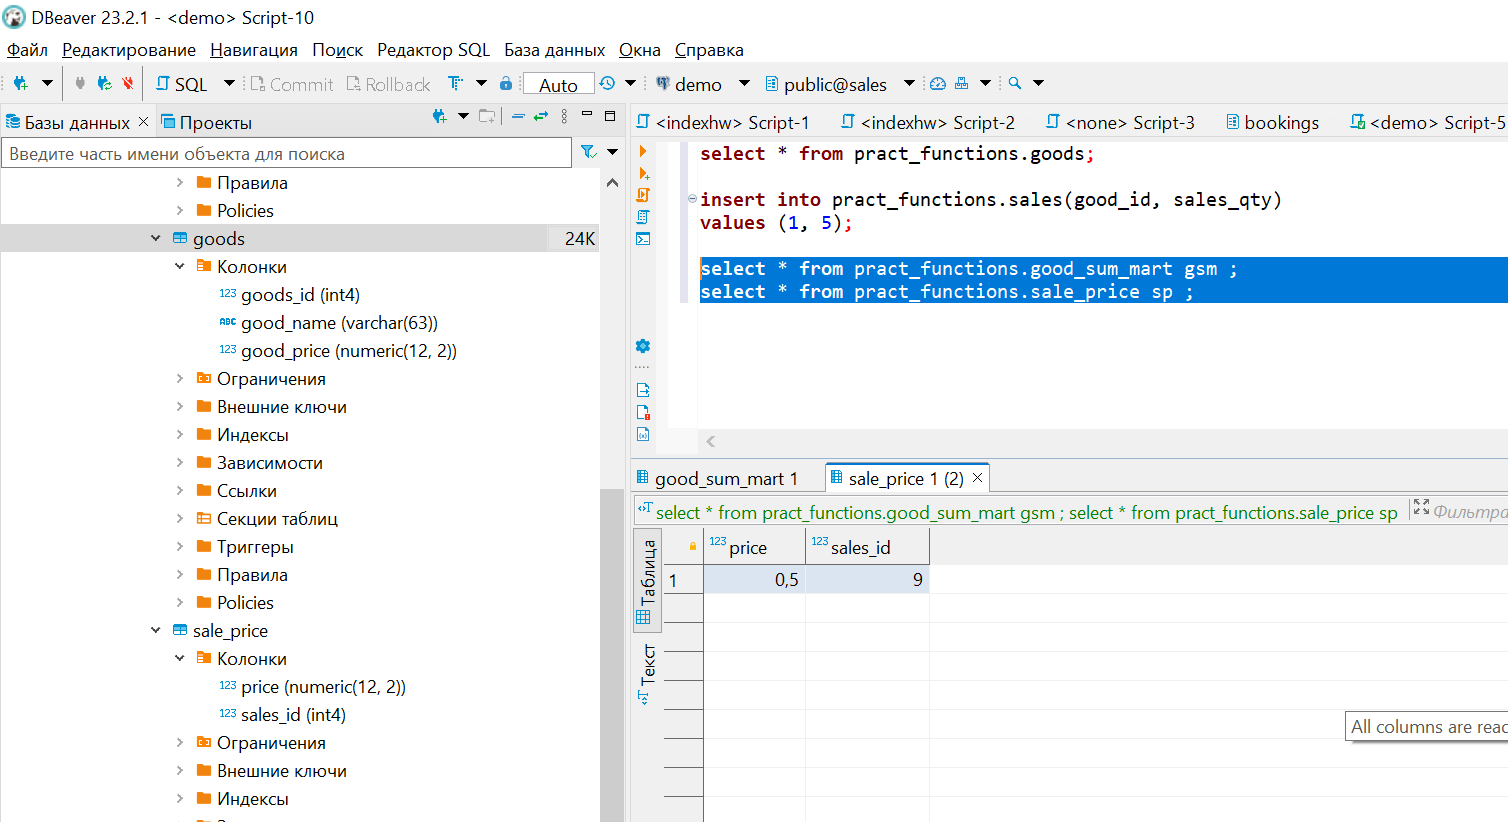 DBeaver 23.2.1 - <demo> Script-10
Файл Редактирование Навигация Поиск Редактор SQL База данных Окна Справка
SQL Commit Rollback Auto demo public@sales
Базы данных Проекты
Введите часть имени объекта для поиска
Правила
Policies
goods 24K
Колонки
123 goods_id (int4)
ABC good_name (varchar(63))
123 good_price (numeric(12, 2))
Ограничения
Внешние ключи
Индексы
Зависимости
Ссылки
Секции таблиц
Триггеры
Правила
Policies
sale_price
Колонки
123 price (numeric(12, 2))
123 sales_id (int4)
Ограничения
Внешние ключи
Индексы
<indexhw> Script-1 <indexhw> Script-2 <none> Script-3 bookings <demo> Script-5
select * from pract_functions.goods;
insert into pract_functions.sales(good_id, sales_qty)
values (1, 5);
select * from pract_functions.good_sum_mart gsm ;
select * from pract_functions.sale_price sp ;
good_sum_mart 1 sale_price 1 (2)
select * from pract_functions.good_sum_mart gsm ; select * from pract_functions.sale_price sp
Таблица
Текст
123 price 123 sales_id
1 0,5 9
All columns are